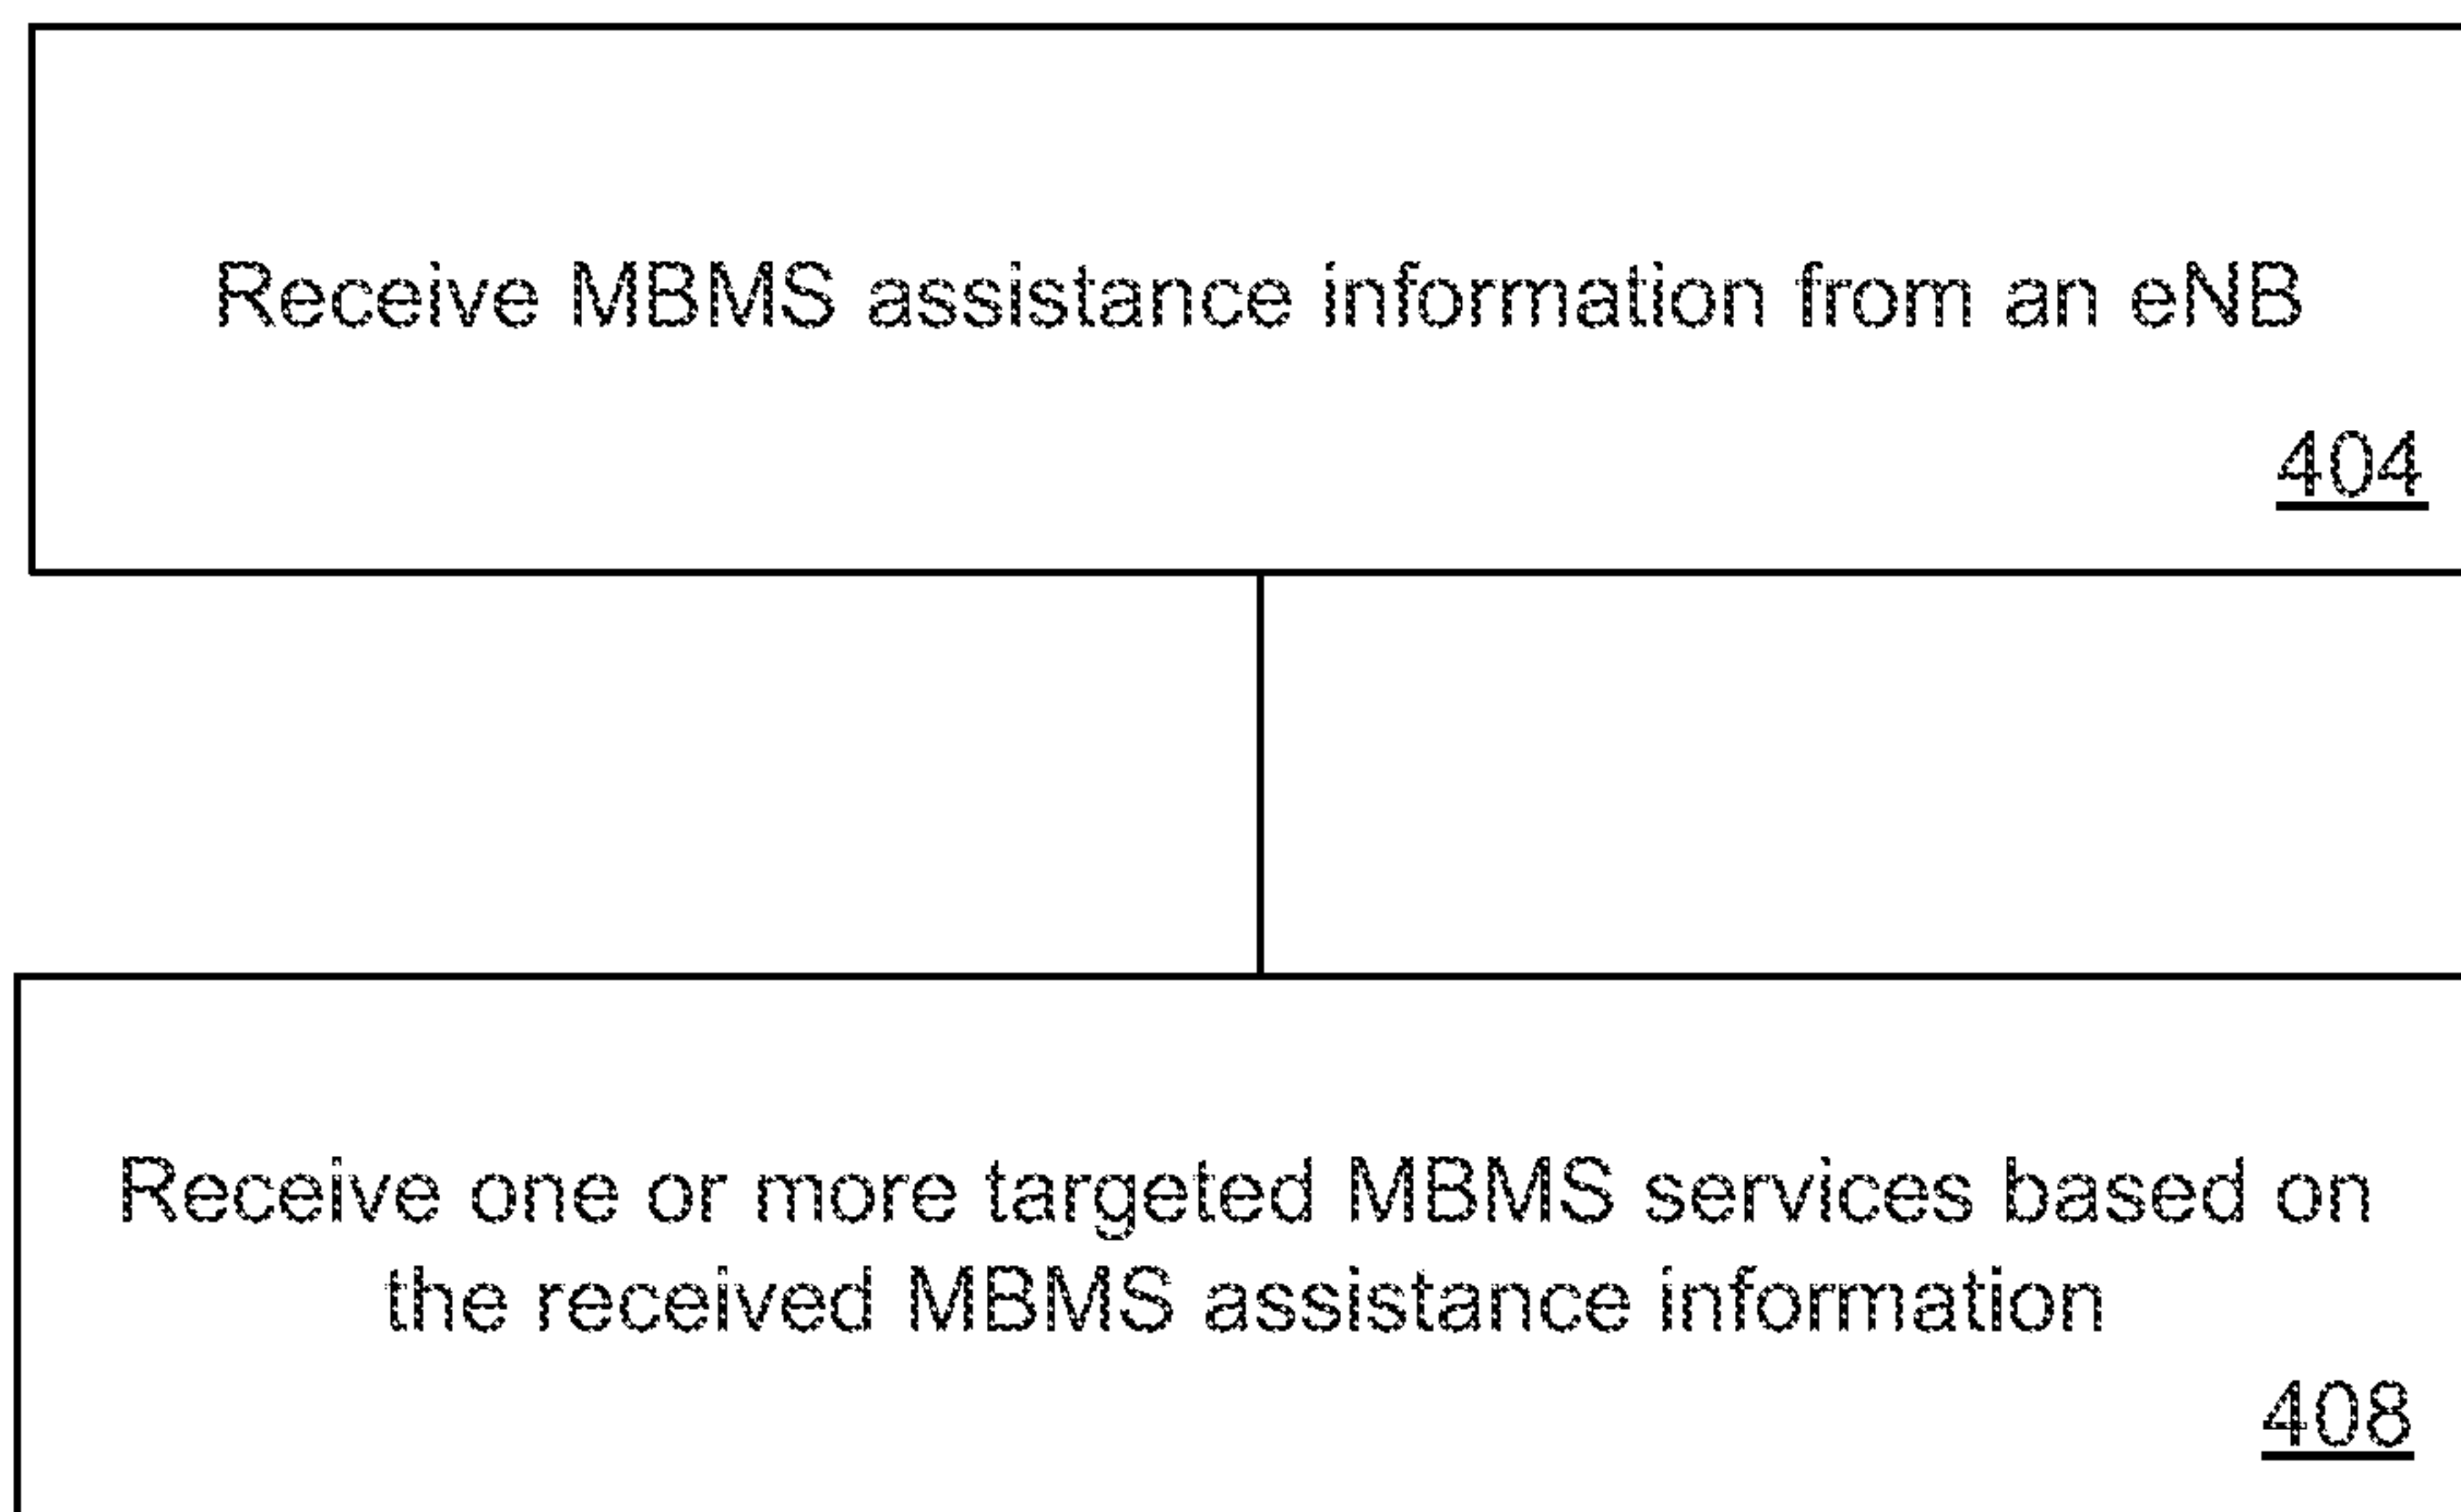 Receive MBMS assistance information from an eNB
404
Receive one or more targeted MBMS services based on
the received MBMS assistance information
408